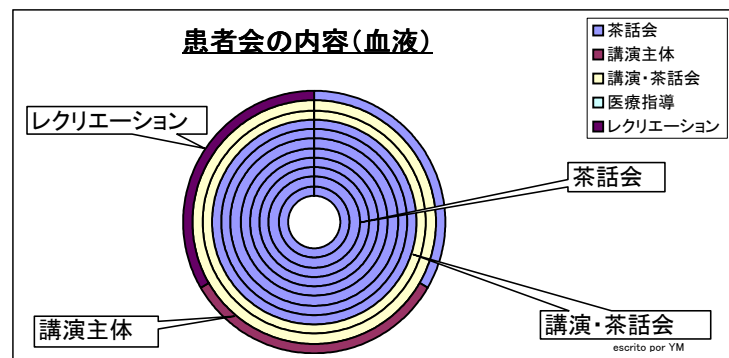 患者会の内容(血液)
茶話会
講演主体
講演・茶話会
医療指導
レクリエーション
レクリエーション
茶話会
講演主体
講演・茶話会
escrito por YM